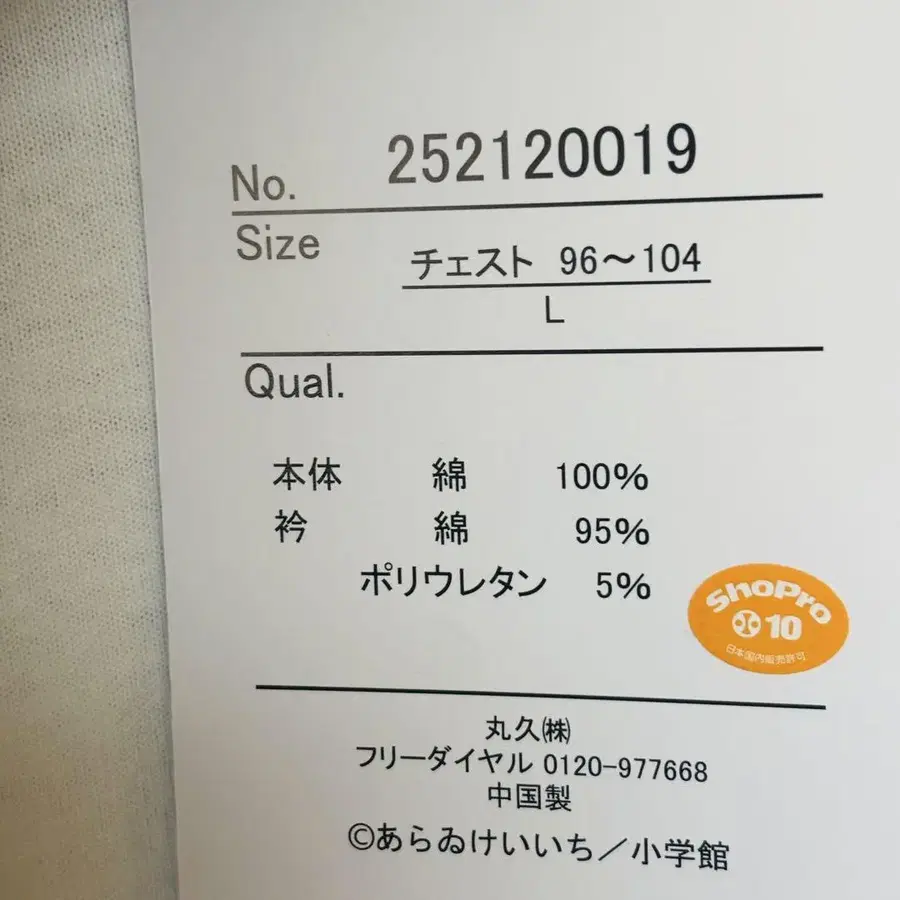 No. 252120019
Size チェスト 96～104
L
Qual.
本体 綿 100%
衿 綿 95%
ポリウレタン 5%
ShoPro
小 10
日本国内販売許可
丸久㈱
フリーダイヤル 0120-977668
中国製
©あらゐけいいち／小学館